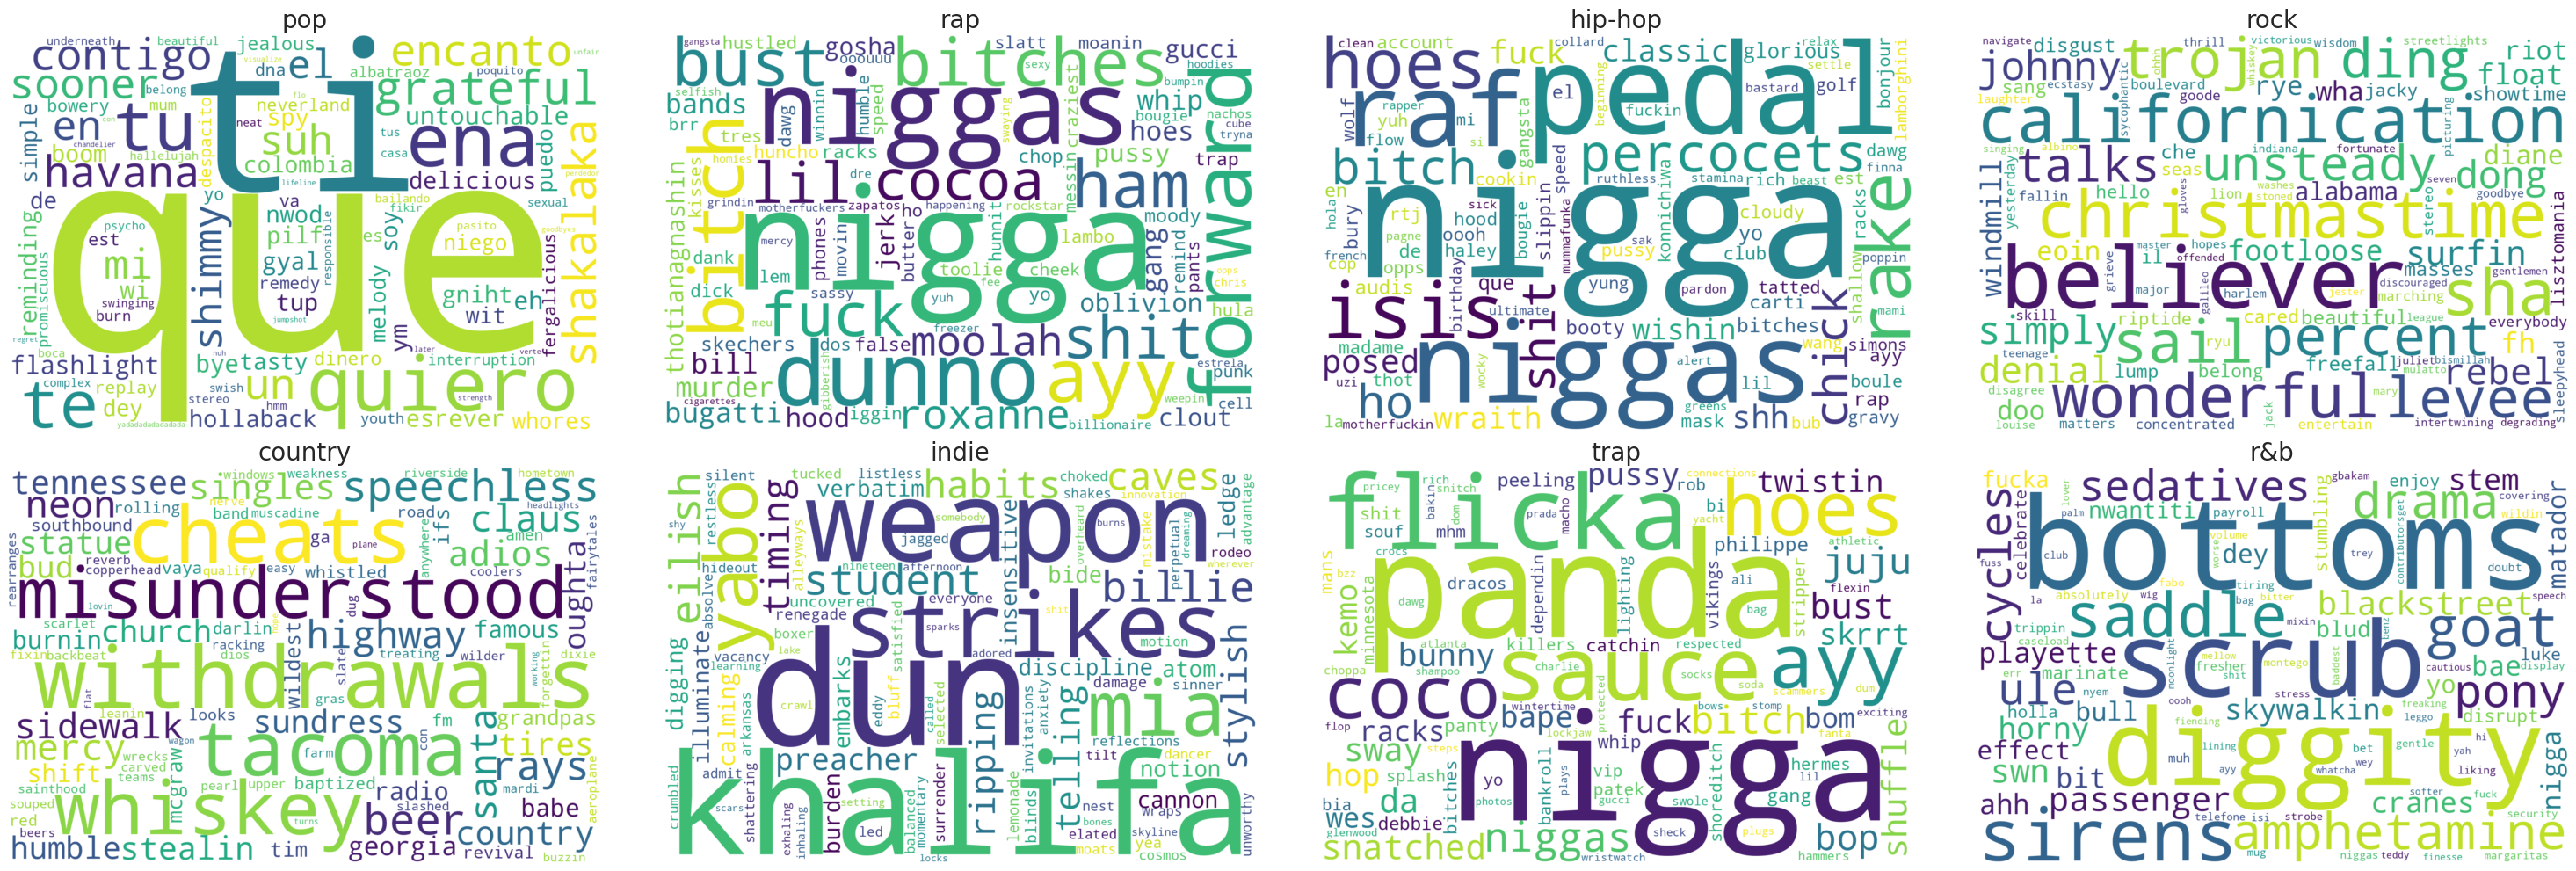 pop
underneath beautiful jealous encanto unfair
contigo visualize dna el albatraoz poquito
sooner belong ti grateful
bowery mum neverland untouchable
simple en tu despacito neat spy tus ena puedo shakalaka
boom hallelujah suh casa perdedor
con chandelier colombia
havana lifeline delicious
de yo va bailando sexual
reminding promiscuous shimmy nwod fikir soy pasito goodbyes
psycho pilf es niego
est mi gyal responsible melody
wi remedy gniht eh fergalicious
swinging tup wit
burn que jumpshot ym
regret boca nuh later verte
flashlight bye tasty dinero interruption
te complex replay un swish quiero strength
dey stereo hmm
yadadadadadadada hollaback youth esrever whores
rap
gangsta hustled gosha slatt moanin gucci
bust ooouuu bitches sexy hoodies
selfish niggas bumpin
bands dawg winnin humble speed swaying craziest whip nachos
brr tres bougie cube
hoes tryna
homies huncho racks chop messin pussy trap
bitch lil dre cocoa ham forward
thotianagnashin kisses grindin motherfuckers zapatos happening rockstar
ho hunnit moody
mercy nigga lambo gang remind pants
dank phones movin jerk butter toolie cheek opps
lem fee chris
dick sassy yuh yo oblivion
meu fuck freezer hula
skechers dos false moolah shit
bill gibberish estrela
murder dunno ayy punk
cigarettes weepin cell
bugatti hood iggin roxanne billionaire clout
hip-hop
clean account fuck collard classic relax glorious
hoes raf pedal settle bonjour lamborghini
wolf rapper el beginning bastard golf
yuh mi fuckin
flow si gangsta
bitch percocets dawg
cookin ruthless stamina rich beast finna
en nigga est
hola bury rtj hood slippin sick speed bougie konnichiwa cloudy racks rake
oooh yo poppin
pagne mummafunka sak
french de haley pussy club shallow
cop opps yung mami
audis birthday que pardon tatted
isis ultimate shit carti
booty wishin bitches chick
madame wang simons
posed niggas alert ayy
uzi thot wocky lil boule
ho greens rap
la motherfuckin wraith mask shh bub gravy
rock
navigate disgust thrill victorious wisdom streetlights riot
johnny trojan ding float
ohhh whiskey
sang ecstasy boulevard goode rye wha jacky showtime
laughter sycophantic
californication
singing albino indiana fortunate picturing
talks che unsteady diane
windmill yesterday seas dong
fallin hello gloves lion washes stoned alabama stereo seven goodbye
christmastime lisztomania
eoin master il hopes offended footloose surfin
believer masses gentlemen
grieve major galileo harlem jester discouraged
marching sha
simply skill riptide cared beautiful league everybody
sail ryu percent
teenage freefall juliet bismillah fh
denial lump belong mulatto rebel
disagree mary sleepyhead
doo wonderful levee
louise matters concentrated jack entertain intertwining degrading
country
tennessee windows weakness riverside hometown
neon singles nerve speechless headlights
rolling band muscadine road
southbound cheats ga ifs claus
statue plane anywhere amen
rearranges reverb adios
bud copperhead vaya qualify easy whistled coolers fairytales
misunderstood oughta
lovin dug
burnin scarlet church darlin hope highway famous
racking wildest treating wilder
fixin backbeat dios slate dixie
withdrawals working forgettin
flat gras
leanin looks sundress fm grandpas
sidewalk con santa
mercy wrecks wagon tacoma farm tires
shift carved mcgraw rays
teams
sainthood pearl upper baptized radio mardi aeroplane
souped slashed babe
red whiskey turns beer
beers country
humble stealin tim georgia revival buzzin
indie
silent tucked listless choked caves
shy restless yabo timing verbatim habits shakes innovation ledge advantage
eilish weapon somebody burns
alleyways jagged overheard mistake perpetual dreaming
hideout nineteen afternoon rodeo
absolve student insensitive bide wherever
uncovered everyone billie
renegade strikes shit
digging illuminate boxer sparks
lake satisfied motion stylish
vacancy adored
learning dun discipline atom
calming embarks eddy bluff called selected damage sinner
arkansas crawl mia
crumbled ripping invitations anxiety telling
reflections dancer
admit preacher tilt notion
scars shattering khalifa
exhaling inhaling burden setting surrender lemonade blinds nest cannon
balanced momentary wraps
bones elated skyline unworthy
led moats yea
locks cosmos
trap
pricey rich snitch flicka peeling pussy rob connections twistin
shit bakin dom prada macho bi hoes
souf mhm yacht
crocs philippe athletic
mans bzz panda juju
kemo minnesota dracos dependin lighting vikings ali stripper flexin
dawg bag bust
choppa atlanta killers catchin respected skrrt
bunny sauce ayy
shampoo charlie socks
coco soda scammers dum
wintertime protected bows stomp exciting
flop racks panty bape fuck bitch bom fanta
lockjaw
sway steps whip shuffle
hop splash nigga vip hermes
bia da bitches yo bankroll plays patek swole lil
wes photos gucci shoreditch gang
debbie
glenwood niggas sheck plugs bop
snatched wristwatch hammers
r&b
fucka lover sedatives gbakam enjoy stem
palm nwantiti payroll drama covering
cycles celebrate bottoms wildin matador
club volume dey stumbling trey
fuss worse contributorsget doubt
absolutely fabo tiring
la wig bag bitter speech
saddle blackstreet
trippin mixin benz
caseload blud goat
playette mellow fresher montego baddest bae luke
err marinate moonlight scrub cautious display
ule nyem shit yo pony
oooh stress freaking
holla bull fiending skywalkin leggo disrupt
horny lining bet gentle hi
effect muh diggity yah
swn ayy whatcha wey liking nigga
bit softer
ahh passenger cranes fuck
telephone isi strobe security
sirens amphetamine
mug niggas teddy finesse margaritas